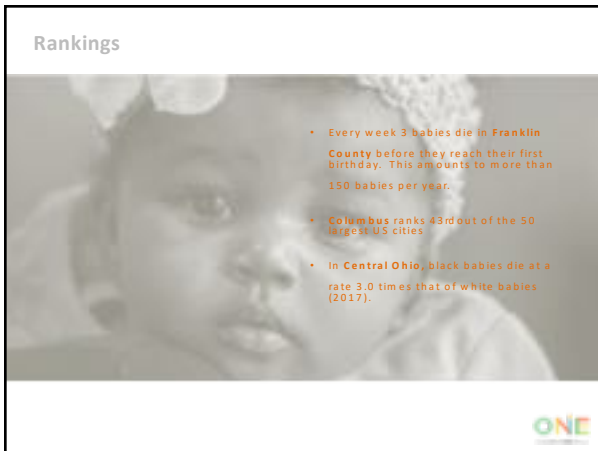 Rankings
• Every week 3 babies die in Franklin
County before they reach their first
birthday. This amounts to more than
150 babies per year.
• Columbus ranks 43rd out of the 50
largest US cities
• In Central Ohio, black babies die at a
rate 3.0 times that of white babies
(2017).
ONE